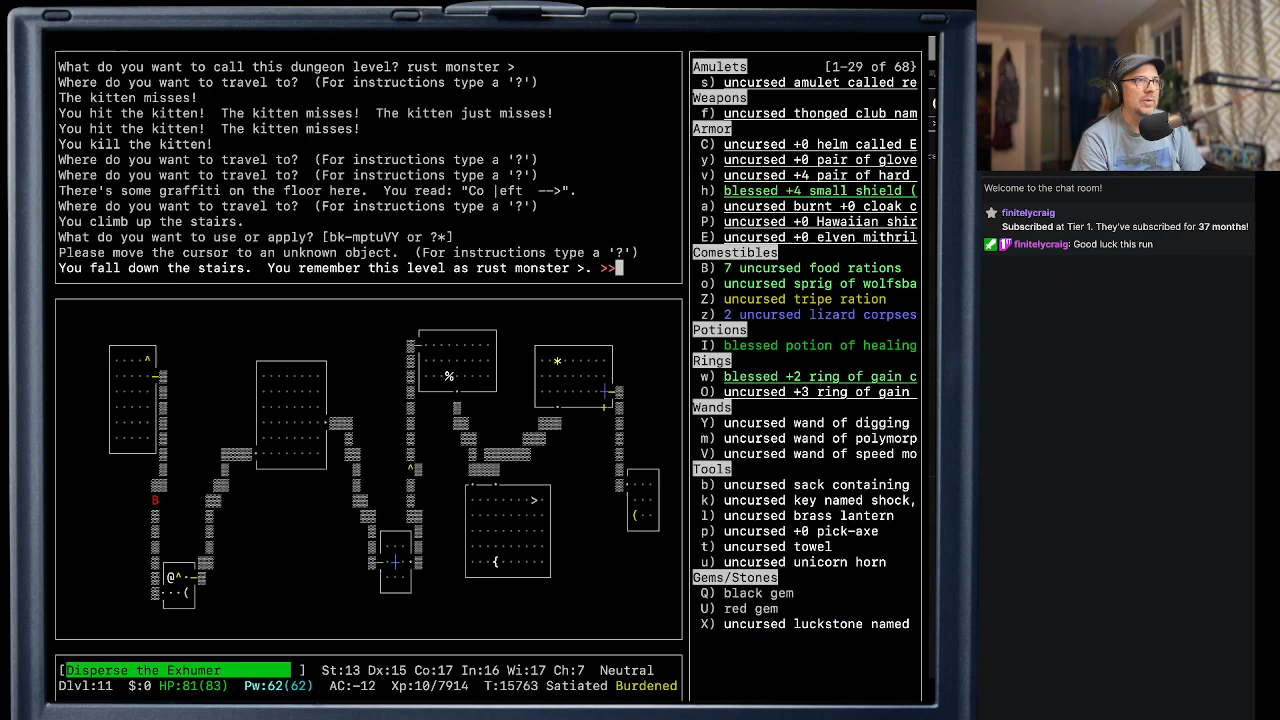 What do you want to call this dungeon level? rust monster >
Where do you want to travel to?  (For instructions type a '?')
The kitten misses!
You hit the kitten!  The kitten misses!  The kitten just misses!
You hit the kitten!  The kitten misses!
You kill the kitten!
Where do you want to travel to?  (For instructions type a '?')
Where do you want to travel to?  (For instructions type a '?')
There's some graffiti on the floor here.  You read: "Co |eft -->".
Where do you want to travel to?  (For instructions type a '?')
You climb up the stairs.
What do you want to use or apply? [bk-mptuVY or ?*]
Please move the cursor to an unknown object.  (For instructions type a '?')
You fall down the stairs.  You remember this level as rust monster >. >>
[Disperse the Exhumer ] St:13 Dx:15 Co:17 In:16 Wi:17 Ch:7 Neutral
Dlvl:11 $:0 HP:81(83) Pw:62(62) AC:-12 Xp:10/7914 T:15763 Satiated Burdened
Amulets [1-29 of 68}
s) uncursed amulet called re
Weapons
f) uncursed thonged club nam
Armor
C) uncursed +0 helm called E
y) uncursed +0 pair of glove
v) uncursed +4 pair of hard
h) blessed +4 small shield (
a) uncursed burnt +0 cloak c
P) uncursed +0 Hawaiian shir
E) uncursed +0 elven mithril
Comestibles
B) 7 uncursed food rations
o) uncursed sprig of wolfsba
Z) uncursed tripe ration
z) 2 uncursed lizard corpses
Potions
I) blessed potion of healing
Rings
w) blessed +2 ring of gain c
O) uncursed +3 ring of gain
Wands
Y) uncursed wand of digging
m) uncursed wand of polymorp
V) uncursed wand of speed mo
Tools
b) uncursed sack containing
k) uncursed key named shock,
l) uncursed brass lantern
p) uncursed +0 pick-axe
t) uncursed towel
u) uncursed unicorn horn
Gems/Stones
Q) black gem
U) red gem
X) uncursed luckstone named
Welcome to the chat room!
finitelycraig
Subscribed at Tier 1. They've subscribed for 37 months!
finitelycraig: Good luck this run